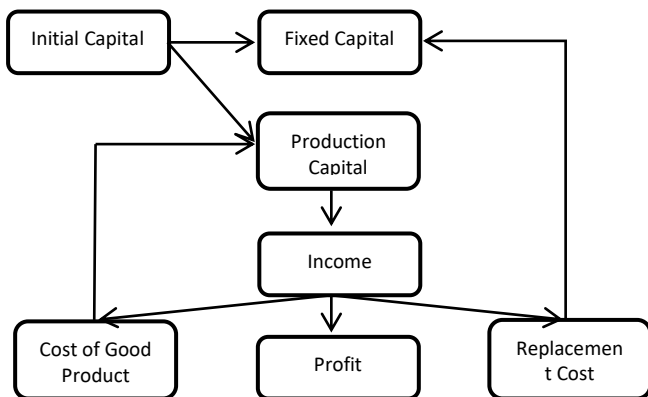 Initial Capital
Fixed Capital
Production
Capital
Income
Cost of Good
Product
Profit
Replacemen
t Cost